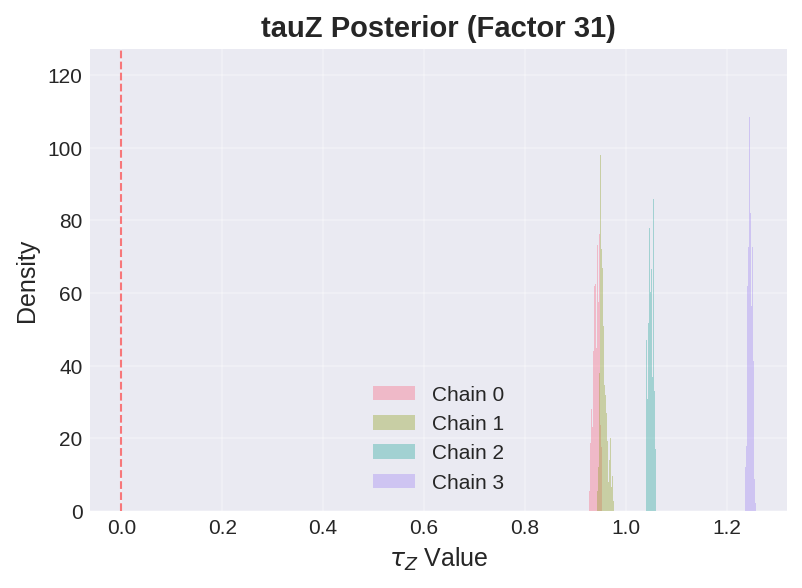 tauZ Posterior (Factor 31)
120
100
80
60
40
20
0
Density
Chain 0
Chain 1
Chain 2
Chain 3
0.0 0.2 0.4 0.6 0.8 1.0 1.2
τ_Z Value